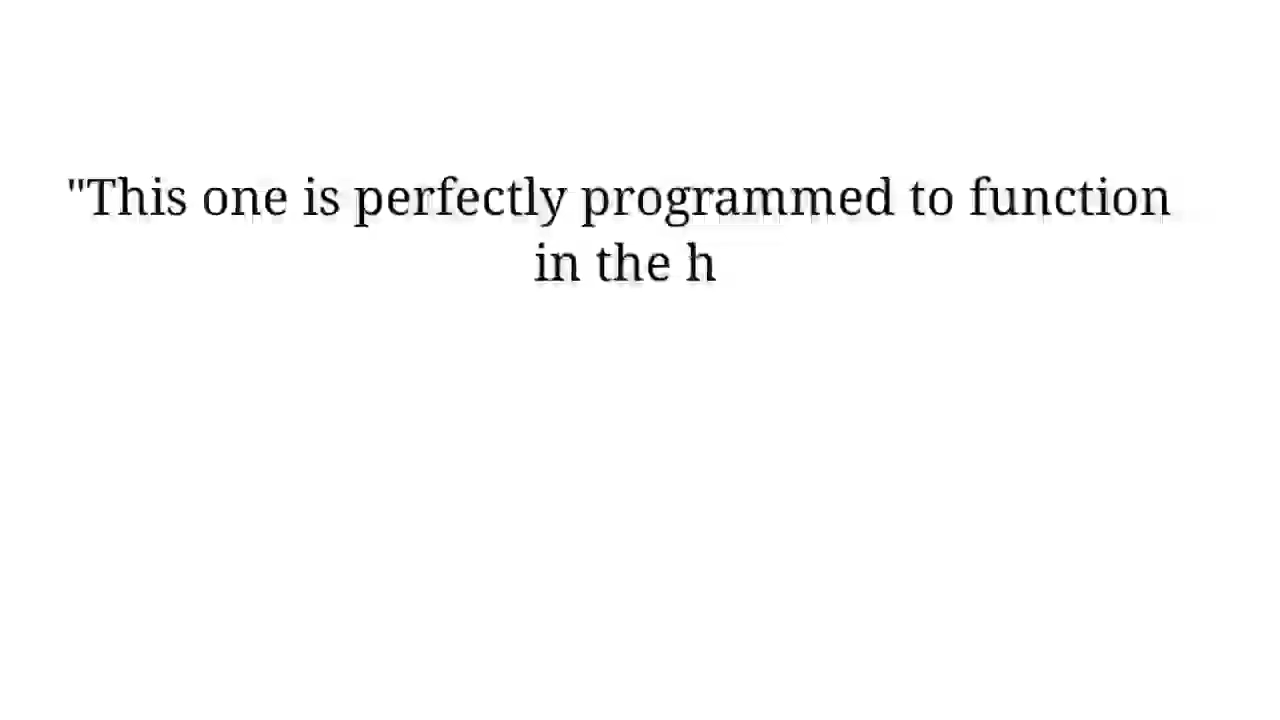 "This one is perfectly programmed to function
in the h